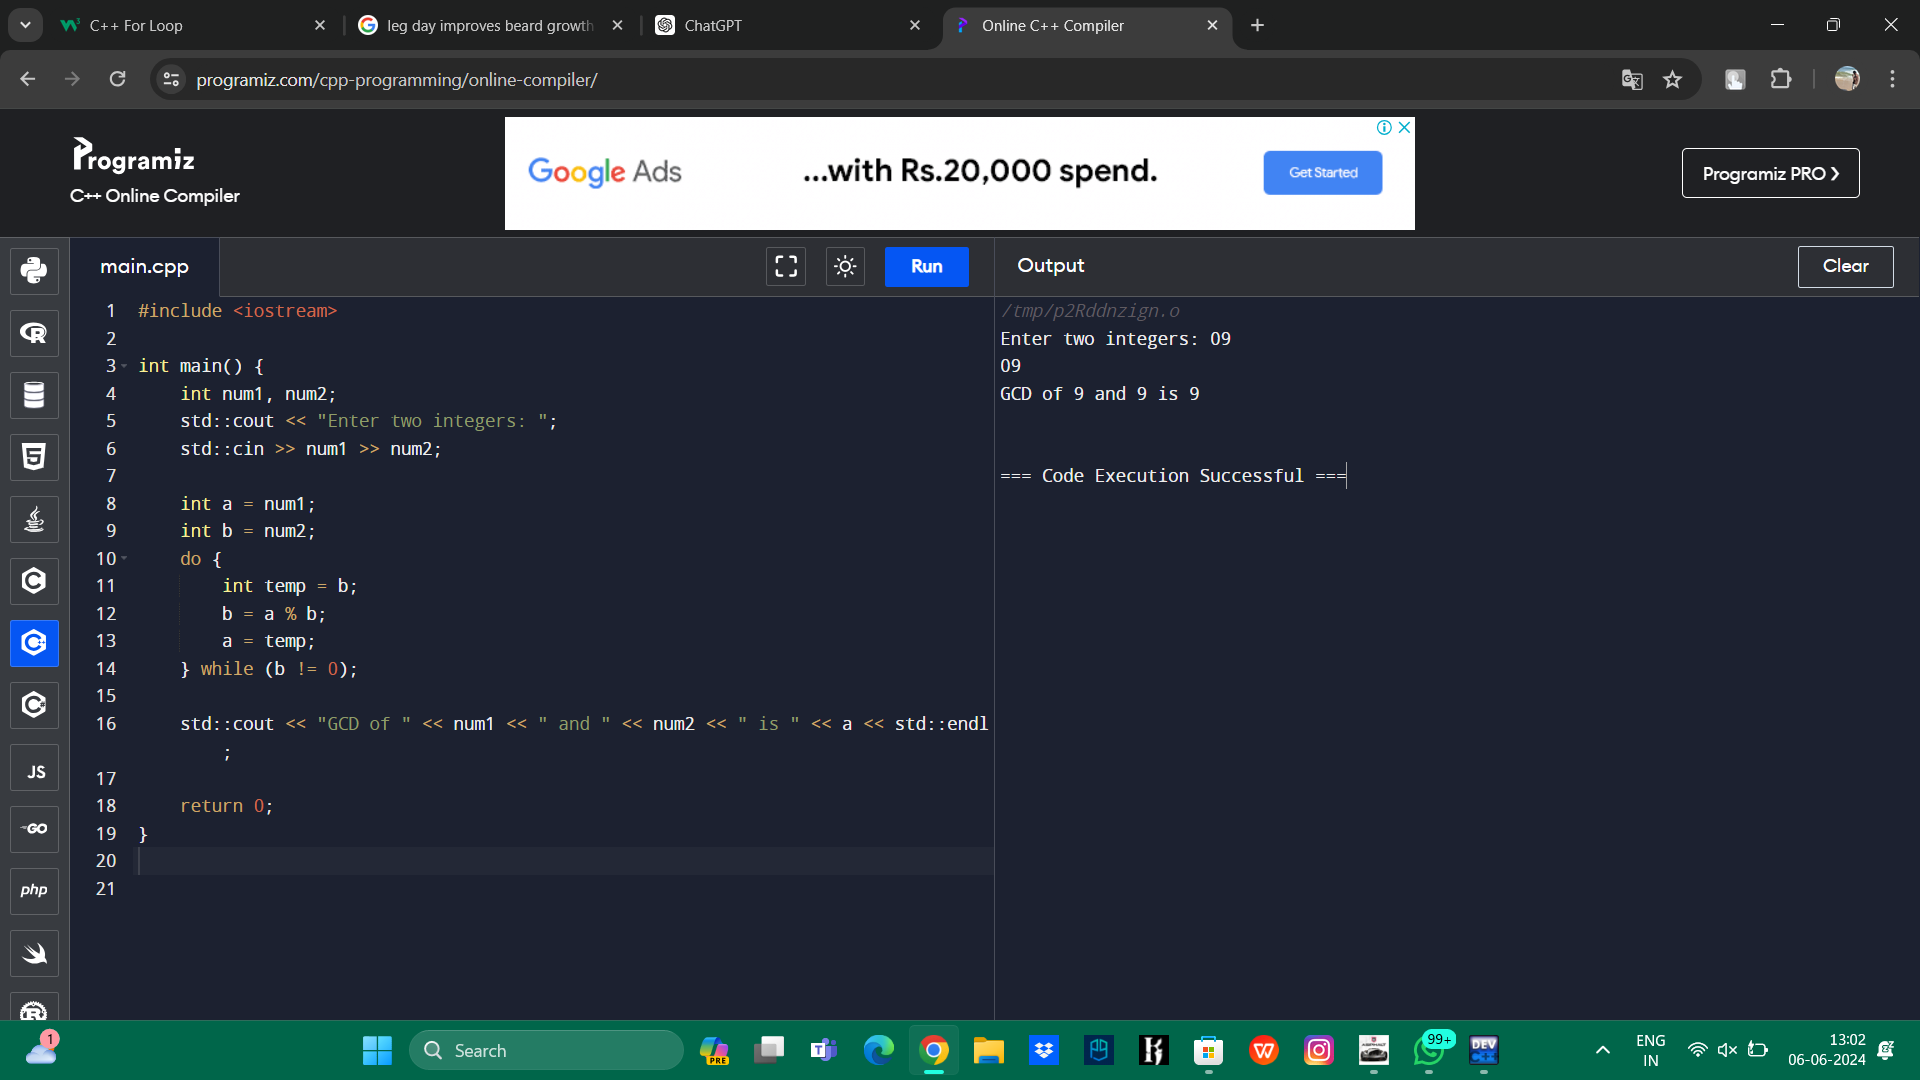 C++ For Loop
leg day improves beard growth
ChatGPT
Online C++ Compiler
programiz.com/cpp-programming/online-compiler/
Programiz
C++ Online Compiler
Google Ads
...with Rs.20,000 spend.
Get Started
Programiz PRO ❯
main.cpp
Run
Output
Clear
1 #include <iostream>
2
3 int main() {
4     int num1, num2;
5     std::cout << "Enter two integers: ";
6     std::cin >> num1 >> num2;
7
8     int a = num1;
9     int b = num2;
10     do {
11         int temp = b;
12         b = a % b;
13         a = temp;
14     } while (b != 0);
15
16     std::cout << "GCD of " << num1 << " and " << num2 << " is " << a << std::endl
;
17
18     return 0;
19 }
20
21
/tmp/p2Rddnzign.o
Enter two integers: 09
09
GCD of 9 and 9 is 9
=== Code Execution Successful ===
JS
GO
php
1
Search
PRE
99+
DEV
C++
ENG
IN
13:02
06-06-2024